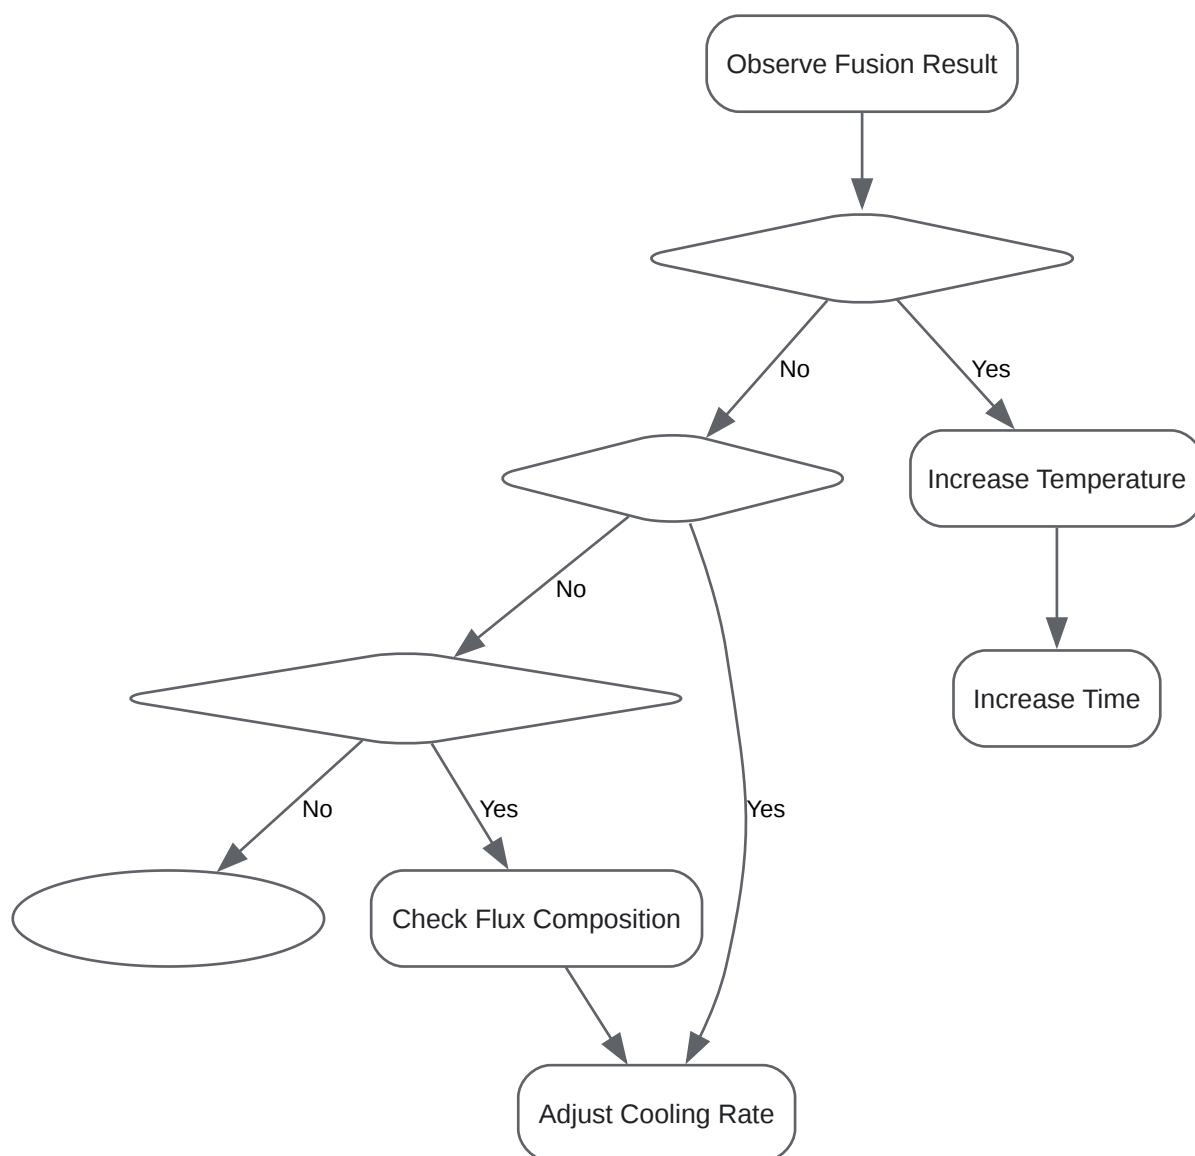 Observe Fusion Result
No
Yes
Increase Temperature
No
Increase Time
No
Yes
Yes
Check Flux Composition
Adjust Cooling Rate